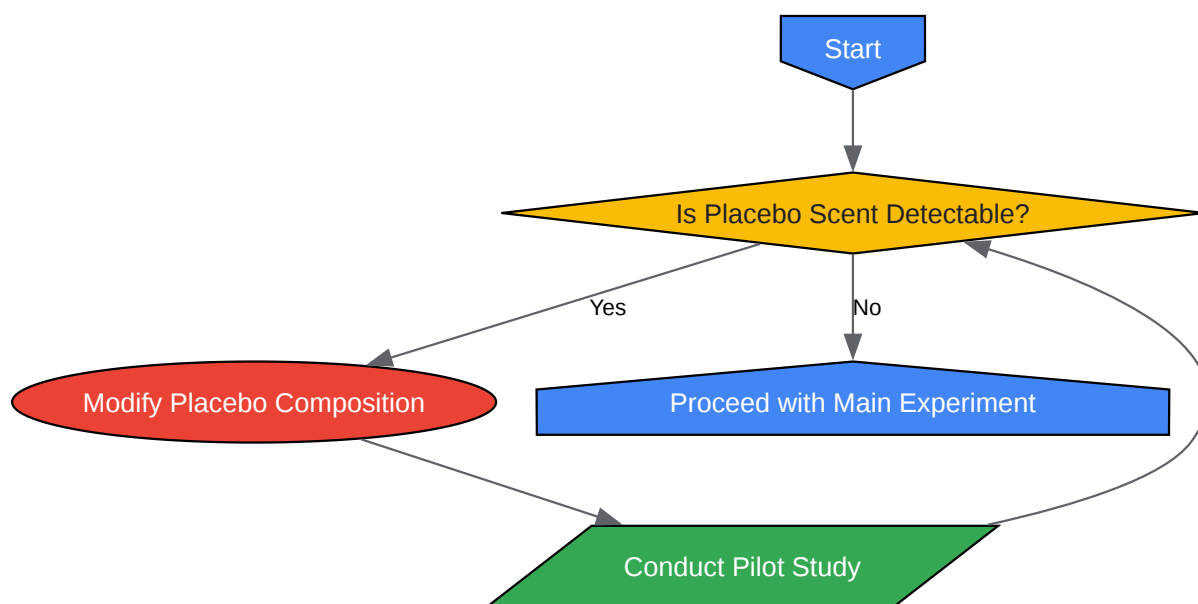 Start
Is Placebo Scent Detectable?
Yes
No
Modify Placebo Composition
Proceed with Main Experiment
Conduct Pilot Study